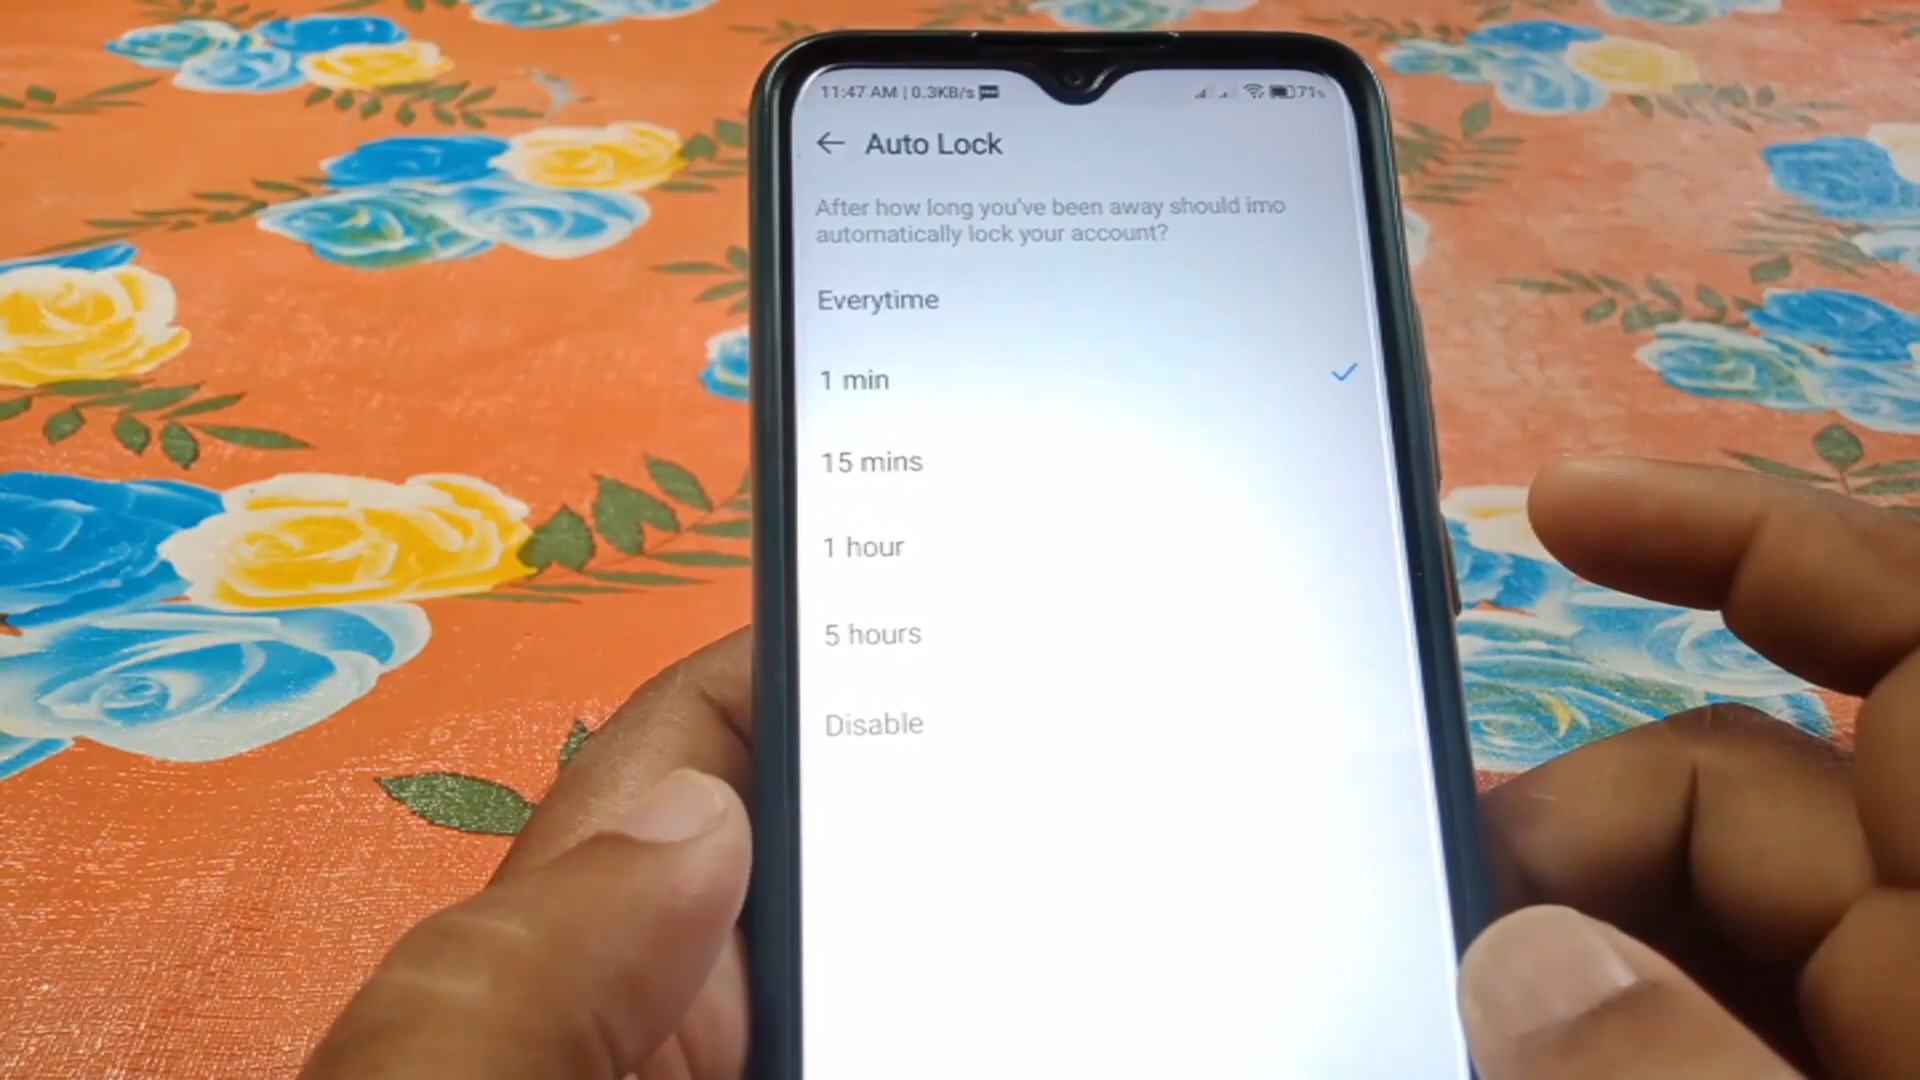 11:47 AM | 0.3KB/s
71%
Auto Lock
After how long you've been away should imo
automatically lock your account?
Everytime
1 min
15 mins
1 hour
5 hours
Disable